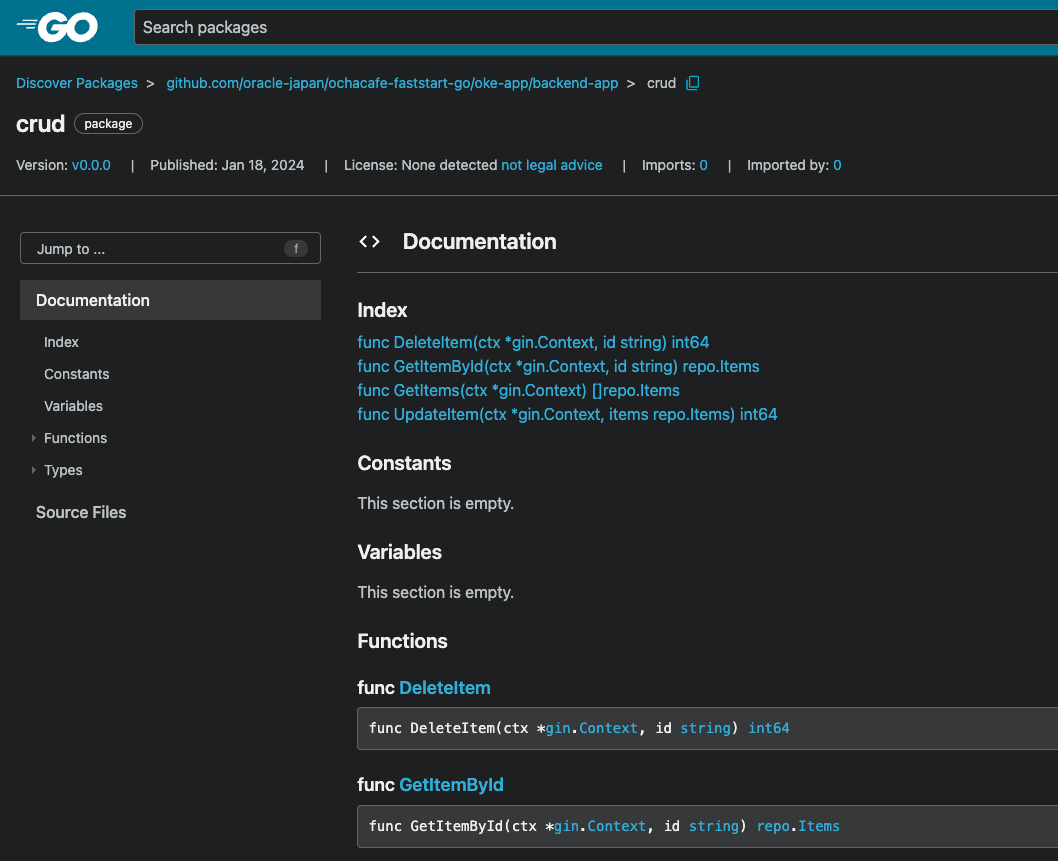 GO
Search packages
Discover Packages > github.com/oracle-japan/ochacafe-faststart-go/oke-app/backend-app > crud
crud package
Version: v0.0.0 | Published: Jan 18, 2024 | License: None detected not legal advice | Imports: 0 | Imported by: 0
Jump to ... f
Documentation
Index
Constants
Variables
Functions
Types
Source Files
<> Documentation
Index
func DeleteItem(ctx *gin.Context, id string) int64
func GetItemById(ctx *gin.Context, id string) repo.Items
func GetItems(ctx *gin.Context) []repo.Items
func UpdateItem(ctx *gin.Context, items repo.Items) int64
Constants
This section is empty.
Variables
This section is empty.
Functions
func DeleteItem
func DeleteItem(ctx *gin.Context, id string) int64
func GetItemById
func GetItemById(ctx *gin.Context, id string) repo.Items